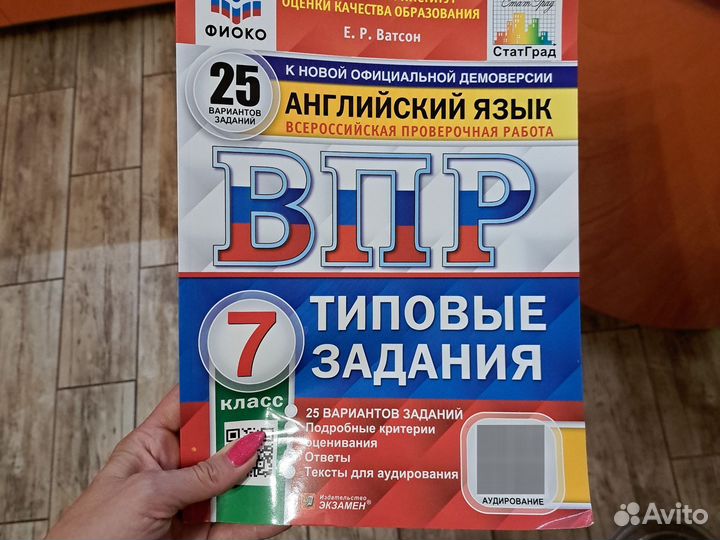 ОЦЕНКИ КАЧЕСТВА ОБРАЗОВАНИЯ
ФИОКО
Е. Р. Ватсон
СтатГрад
СтатГрад
25
ВАРИАНТОВ
ЗАДАНИЙ
К НОВОЙ ОФИЦИАЛЬНОЙ ДЕМОВЕРСИИ
АНГЛИЙСКИЙ ЯЗЫК
ВСЕРОССИЙСКАЯ ПРОВЕРОЧНАЯ РАБОТА
ВПР
7
КЛАСС
ТИПОВЫЕ
ЗАДАНИЯ
25 ВАРИАНТОВ ЗАДАНИЙ
Подробные критерии
оценивания
Ответы
Тексты для аудирования
Издательство
ЭКЗАМЕН®
АУДИРОВАНИЕ
Avito